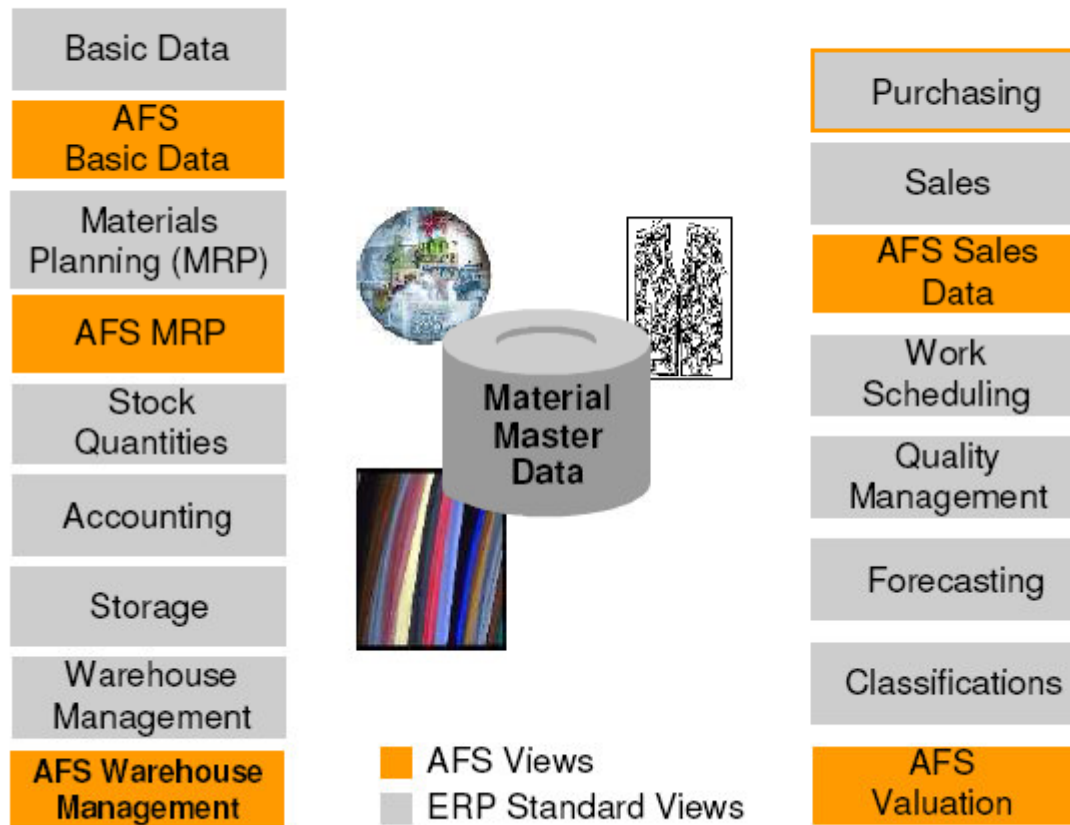 Basic Data
AFS
Basic Data
Materials
Planning (MRP)
AFS MRP
Stock
Quantities
Accounting
Storage
Warehouse
Management
AFS Warehouse
Management
Material
Master
Data
AFS Views
ERP Standard Views
Purchasing
Sales
AFS Sales
Data
Work
Scheduling
Quality
Management
Forecasting
Classifications
AFS
Valuation